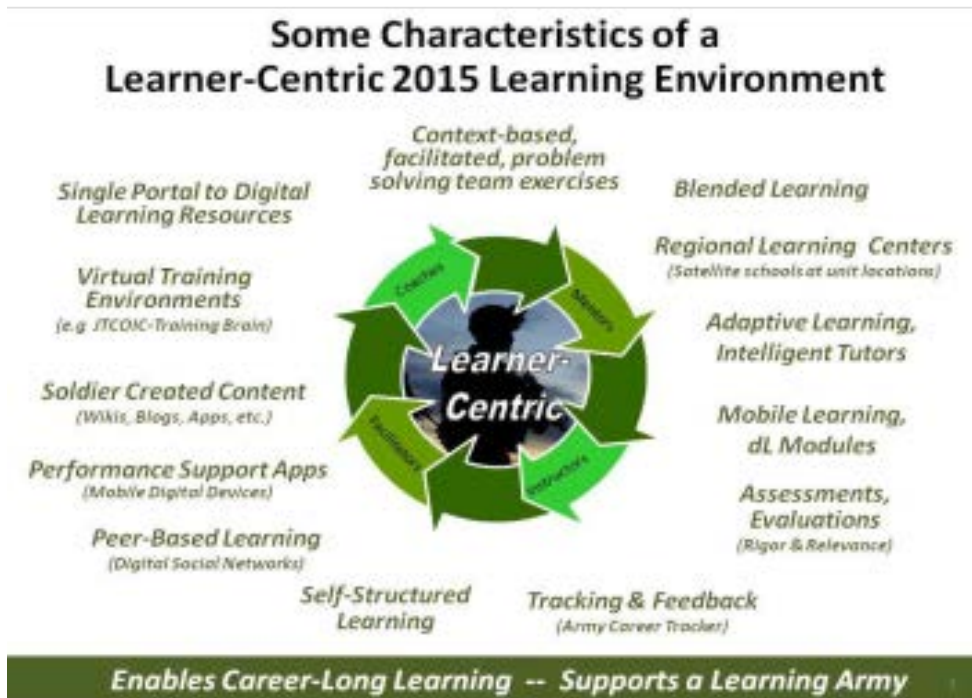 Some Characteristics of a
Learner-Centric 2015 Learning Environment
Context-based,
facilitated, problem
solving team exercises
Single Portal to Digital
Learning Resources
Blended Learning
Regional Learning Centers
(Satellite schools at unit locations)
Virtual Training
Environments
(e.g JTCOIC-Training Brain)
Adaptive Learning,
Intelligent Tutors
Coaches
Mentors
Learner-
Centric
Facilitators
Instructors
Soldier Created Content
(Wikis, Blogs, Apps, etc.)
Mobile Learning,
dL Modules
Performance Support Apps
(Mobile Digital Devices)
Assessments,
Evaluations
(Rigor & Relevance)
Peer-Based Learning
(Digital Social Networks)
Self-Structured
Learning
Tracking & Feedback
(Army Career Tracker)
Enables Career-Long Learning -- Supports a Learning Army